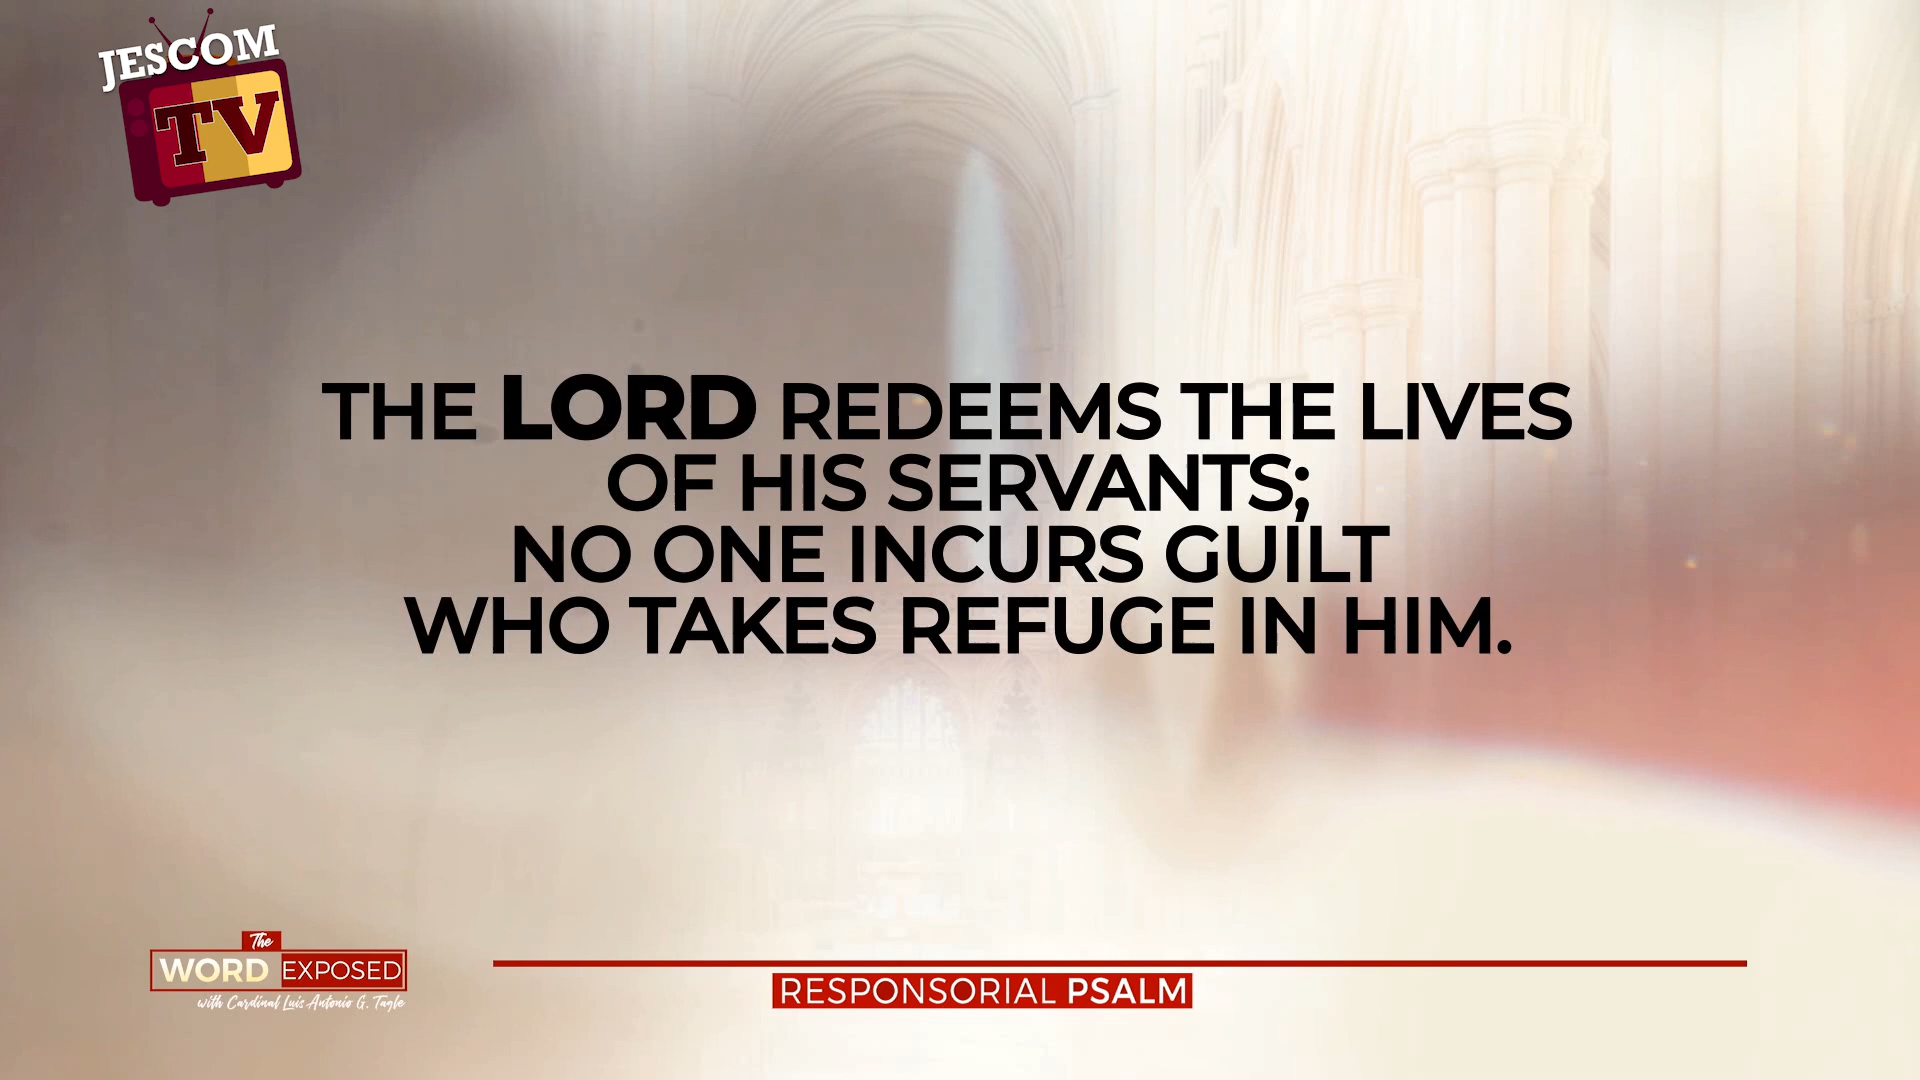 JESCOM
TV
THE LORD REDEEMS THE LIVES
OF HIS SERVANTS;
NO ONE INCURS GUILT
WHO TAKES REFUGE IN HIM.
The
WORD EXPOSED
with Cardinal Luis Antonio G. Tagle
RESPONSORIAL PSALM